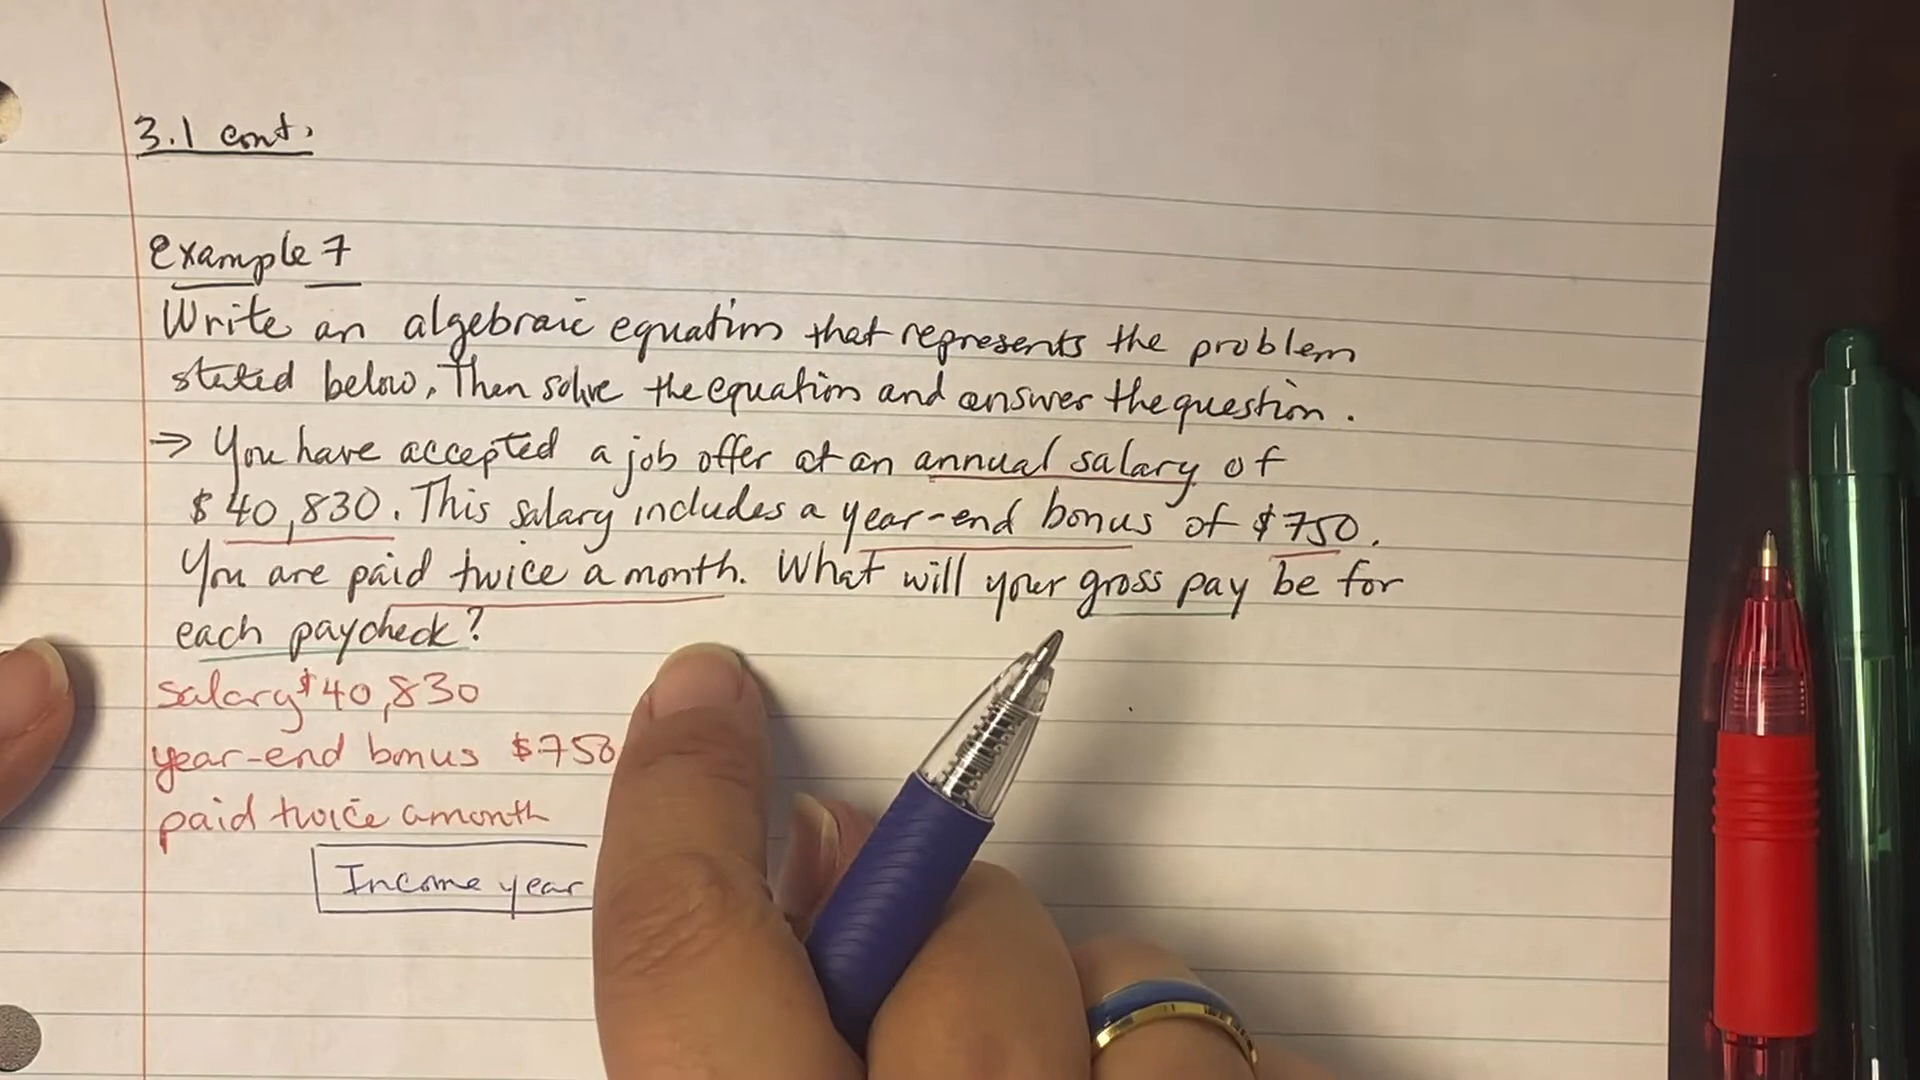 3.1 cont.
Example 7
Write an algebraic equation that represents the problem
stated below. Then solve the equation and answer the question.
⇒ You have accepted a job offer at an annual salary of
$40,830. This salary includes a year-end bonus of $750.
You are paid twice a month. What will your gross pay be for
each paycheck?
salary $40,830
year-end bonus $750
paid twice a month
Income year